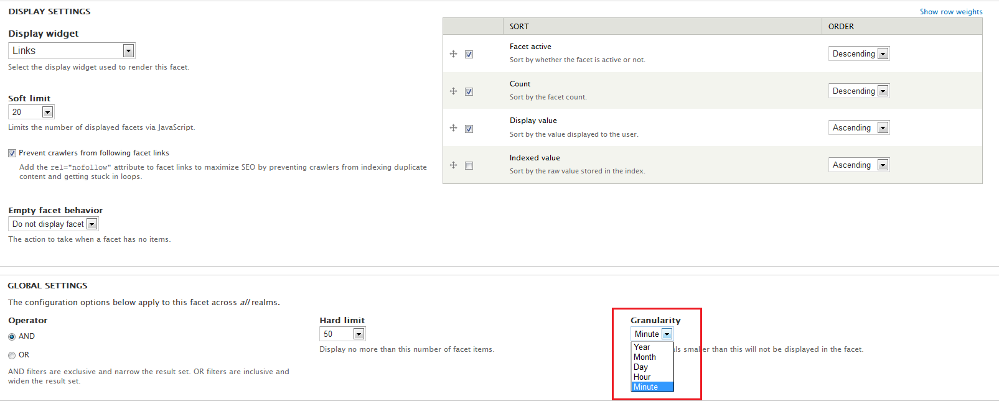 DISPLAY SETTINGS
Display widget
Links
Select the display widget used to render this facet.
Soft limit
20
Limits the number of displayed facets via JavaScript.
Prevent crawlers from following facet links
Add the rel="nofollow" attribute to facet links to maximize SEO by preventing crawlers from indexing duplicate
content and getting stuck in loops.
Empty facet behavior
Do not display facet
The action to take when a facet has no items.
Show row weights
SORT ORDER
Facet active
Sort by whether the facet is active or not.
Descending
Count
Sort by the facet count.
Descending
Display value
Sort by the value displayed to the user.
Ascending
Indexed value
Sort by the raw value stored in the index.
Ascending
GLOBAL SETTINGS
The configuration options below apply to this facet across all realms.
Operator
AND
OR
AND filters are exclusive and narrow the result set. OR filters are inclusive and
widen the result set.
Hard limit
50
Display no more than this number of facet items.
Granularity
Minute
smaller than this will not be displayed in the facet.
Year
Month
Day
Hour
Minute